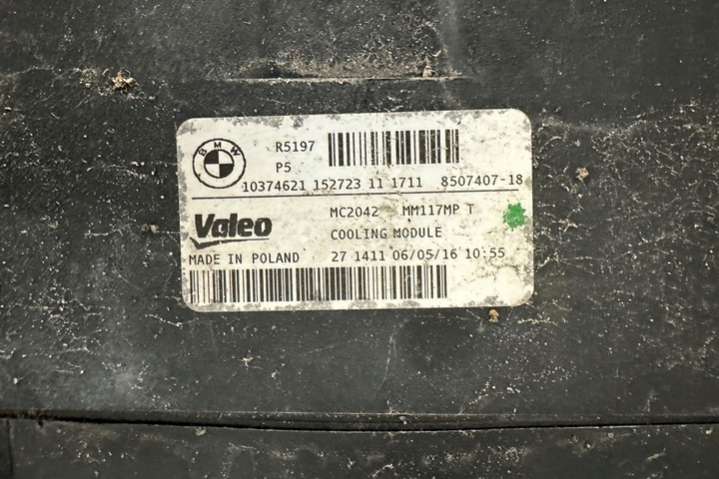 BMW
R5197
P5
10374621 152723 11 1711 8507407-18
Valeo
MC2042 MM117MP T
COOLING MODULE
MADE IN POLAND 27 1411 06/05/16 10:55